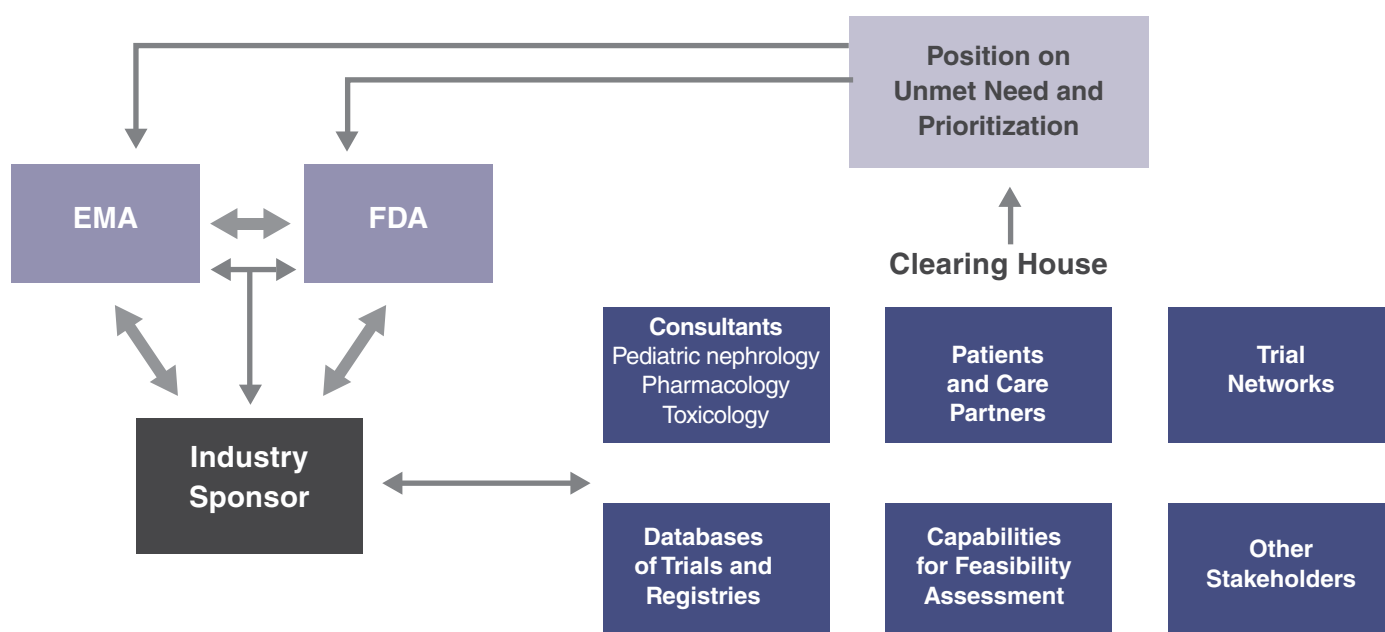 Position on
Unmet Need and
Prioritization
EMA
FDA
Clearing House
Consultants
Pediatric nephrology
Pharmacology
Toxicology
Patients
and Care
Partners
Trial
Networks
Industry
Sponsor
Databases
of Trials and
Registries
Capabilities
for Feasibility
Assessment
Other
Stakeholders